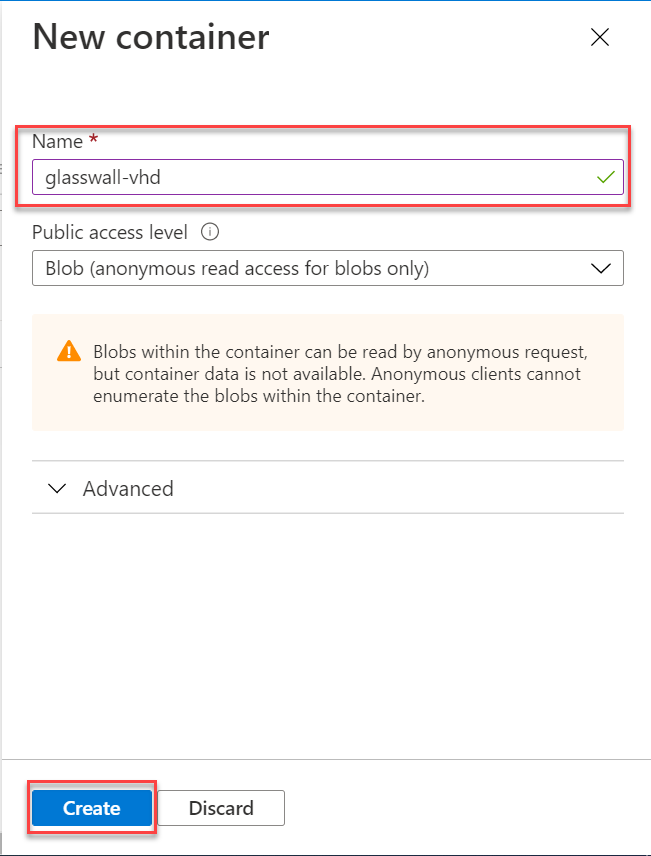 New container
Name *
glasswall-vhd
Public access level
Blob (anonymous read access for blobs only)
Blobs within the container can be read by anonymous request,
but container data is not available. Anonymous clients cannot
enumerate the blobs within the container.
Advanced
Create
Discard